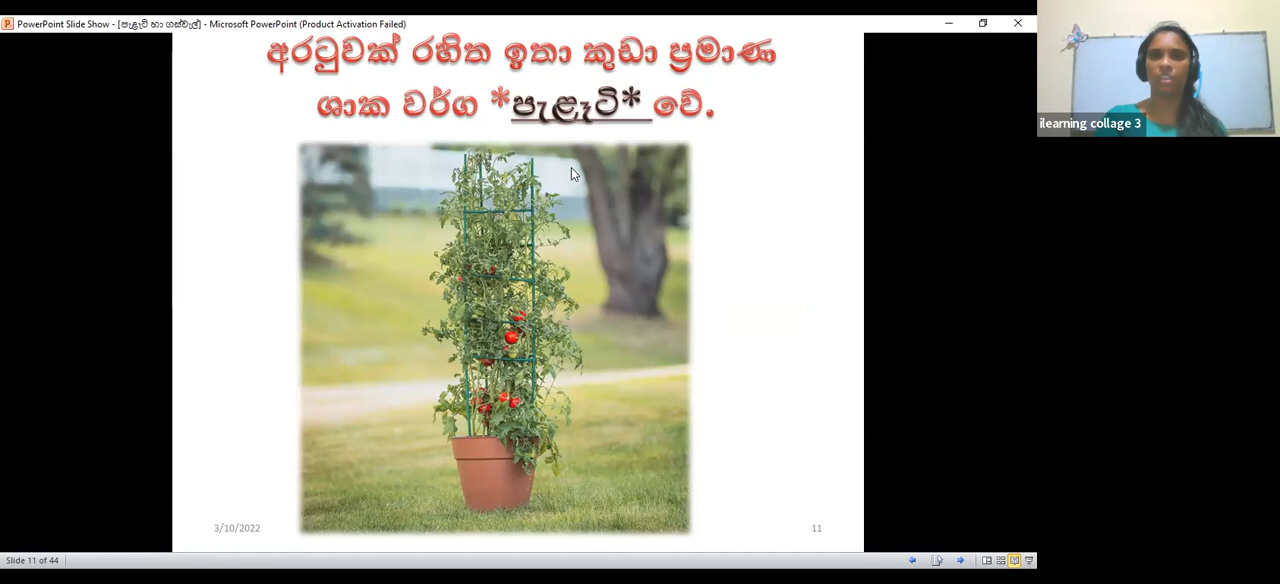 PowerPoint Slide Show - [පැළෑටි හා ගස්වැල්] - Microsoft PowerPoint (Product Activation Failed)
අරටුවක් රහිත ඉතා කුඩා ප්‍රමාණ
ශාක වර්ග *පැළෑටි* වේ.
ilearning collage 3
3/10/2022
11
Slide 11 of 44